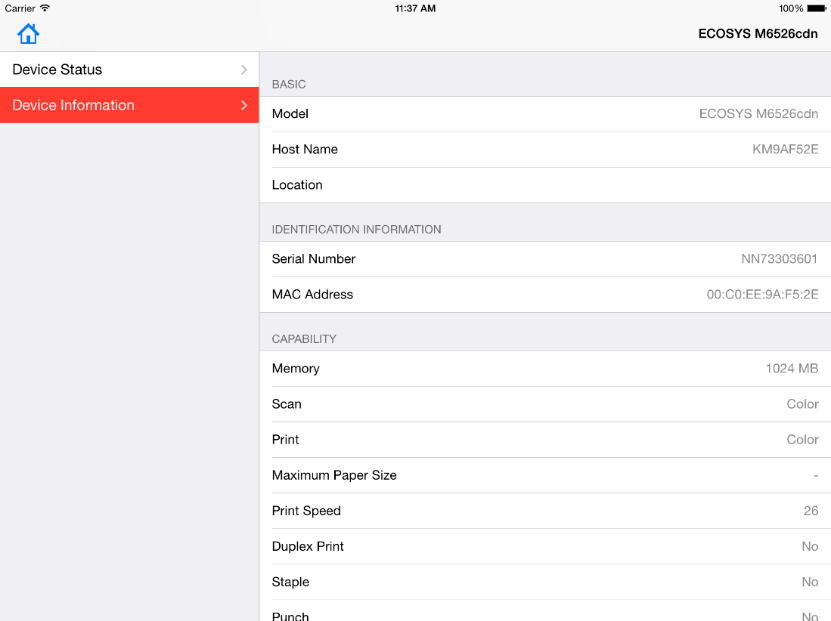 Carrier 11:37 AM 100%
ECOSYS M6526cdn
Device Status
Device Information
BASIC
Model ECOSYS M6526cdn
Host Name KM9AF52E
Location
IDENTIFICATION INFORMATION
Serial Number NN73303601
MAC Address 00:C0:EE:9A:F5:2E
CAPABILITY
Memory 1024 MB
Scan Color
Print Color
Maximum Paper Size -
Print Speed 26
Duplex Print No
Staple No
Punch No